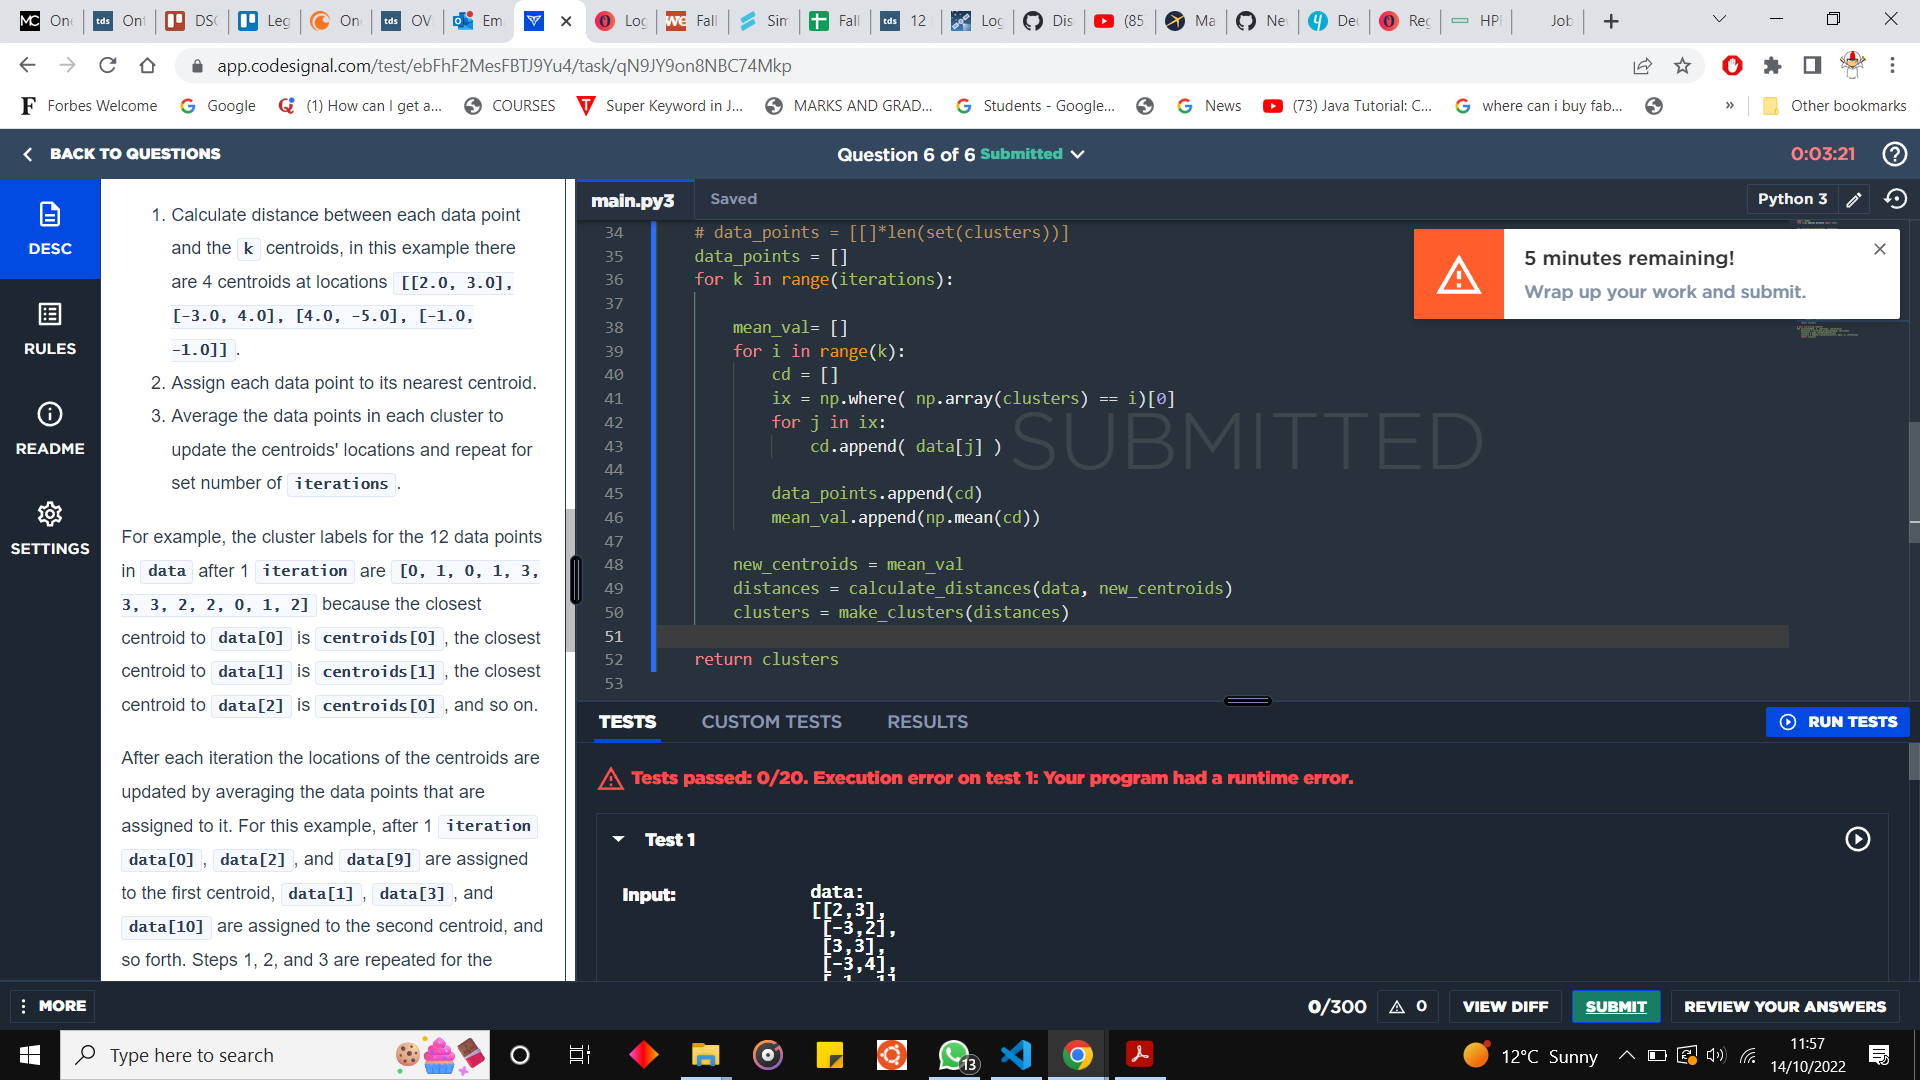 One
tds Ont
DSC
Leg
One
tds OV
Em
Log
Fall
Sim
Fall
tds 12
Log
Dis
(85
Ma
Nev
Dev
Reg
HPI
Job
app.codesignal.com/test/ebFhF2MesFBTJ9Yu4/task/qN9JY9on8NBC74Mkp
Forbes Welcome
Google
(1) How can I get a...
COURSES
Super Keyword in J...
MARKS AND GRAD...
Students - Google...
News
(73) Java Tutorial: C...
where can i buy fab...
»
Other bookmarks
BACK TO QUESTIONS
Question 6 of 6 Submitted
0:03:21
DESC
RULES
README
SETTINGS
1. Calculate distance between each data point
and the k centroids, in this example there
are 4 centroids at locations [[2.0, 3.0],
[-3.0, 4.0], [4.0, -5.0], [-1.0,
-1.0]] .
2. Assign each data point to its nearest centroid.
3. Average the data points in each cluster to
update the centroids' locations and repeat for
set number of iterations .
For example, the cluster labels for the 12 data points
in data after 1 iteration are [0, 1, 0, 1, 3,
3, 3, 2, 2, 0, 1, 2] because the closest
centroid to data[0] is centroids[0] , the closest
centroid to data[1] is centroids[1] , the closest
centroid to data[2] is centroids[0] , and so on.
After each iteration the locations of the centroids are
updated by averaging the data points that are
assigned to it. For this example, after 1 iteration
data[0] , data[2] , and data[9] are assigned
to the first centroid, data[1] , data[3] , and
data[10] are assigned to the second centroid, and
so forth. Steps 1, 2, and 3 are repeated for the
main.py3
Saved
Python 3
34 # data_points = [[]*len(set(clusters))]
35 data_points = []
36 for k in range(iterations):
37
38 mean_val= []
39 for i in range(k):
40 cd = []
41 ix = np.where( np.array(clusters) == i)[0]
42 for j in ix:
43 cd.append( data[j] )
44
45 data_points.append(cd)
46 mean_val.append(np.mean(cd))
47
48 new_centroids = mean_val
49 distances = calculate_distances(data, new_centroids)
50 clusters = make_clusters(distances)
51
52 return clusters
53
SUBMITTED
5 minutes remaining!
Wrap up your work and submit.
TESTS
CUSTOM TESTS
RESULTS
RUN TESTS
Tests passed: 0/20. Execution error on test 1: Your program had a runtime error.
Test 1
Input:
data:
[[2,3],
[-3,2],
[3,3],
[-3,4],
MORE
0/300
0
VIEW DIFF
SUBMIT
REVIEW YOUR ANSWERS
Type here to search
13
12°C Sunny
11:57
14/10/2022